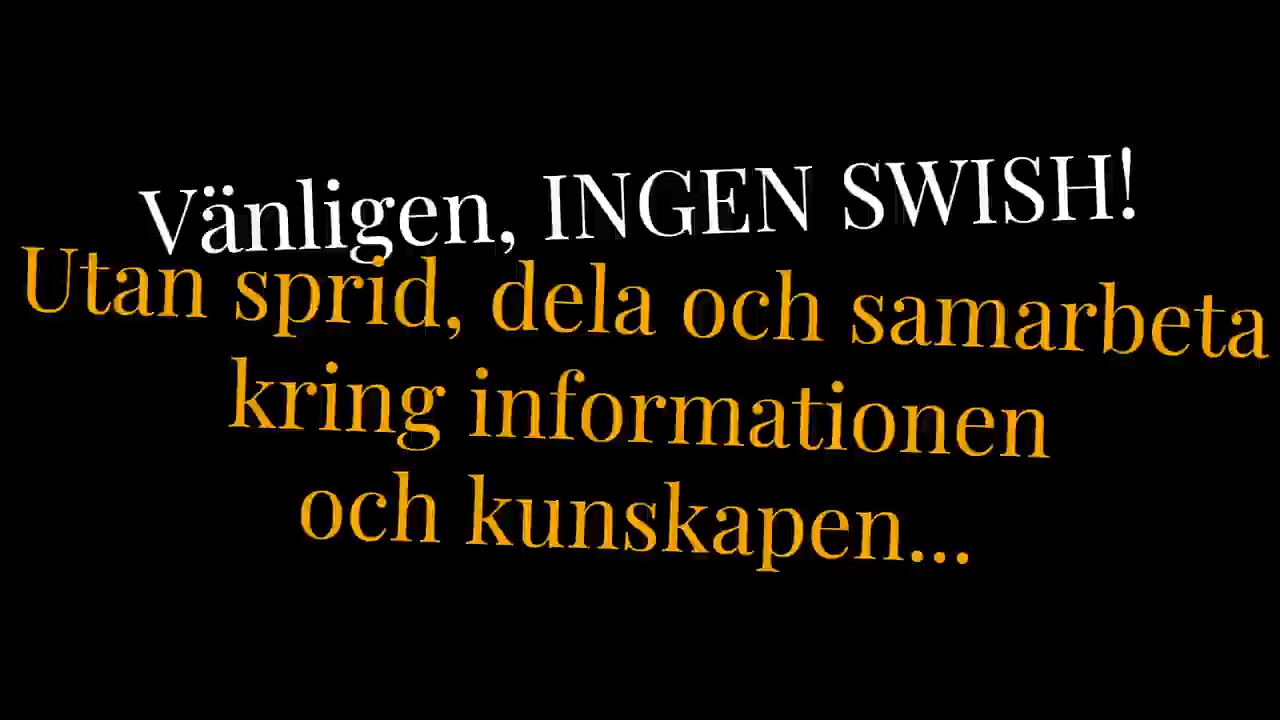 Vänligen, INGEN SWISH!
Utan sprid, dela och samarbeta
kring informationen
och kunskapen...